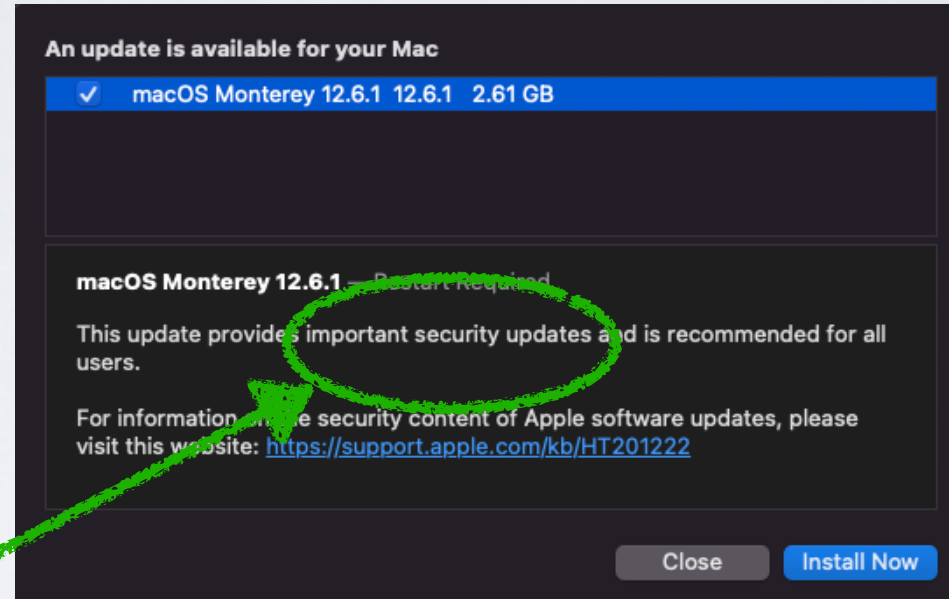 An update is available for your Mac
macOS Monterey 12.6.1 12.6.1 2.61 GB
macOS Monterey 12.6.1 — Restart Required
This update provides important security updates and is recommended for all
users.
For information on the security content of Apple software updates, please
visit this website: https://support.apple.com/kb/HT201222
Close Install Now